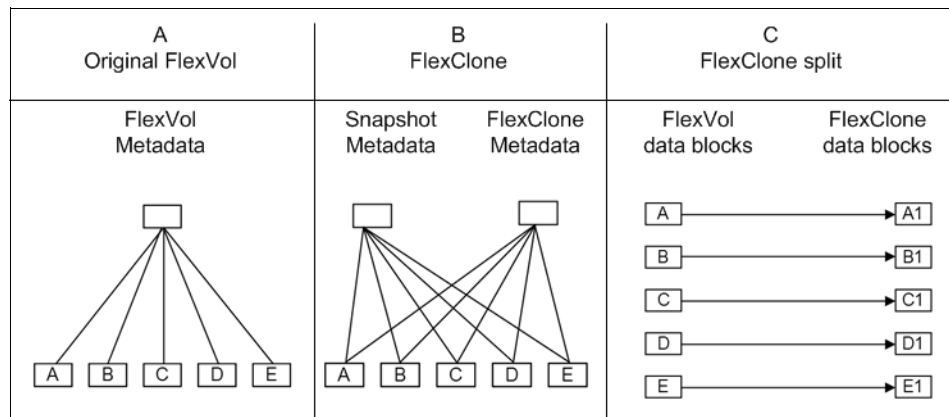 A
Original FlexVol
B
FlexClone
C
FlexClone split
FlexVol
Metadata
Snapshot
Metadata
FlexClone
Metadata
FlexVol
data blocks
FlexClone
data blocks
A B C D E
A B C D E
A A1
B B1
C C1
D D1
E E1